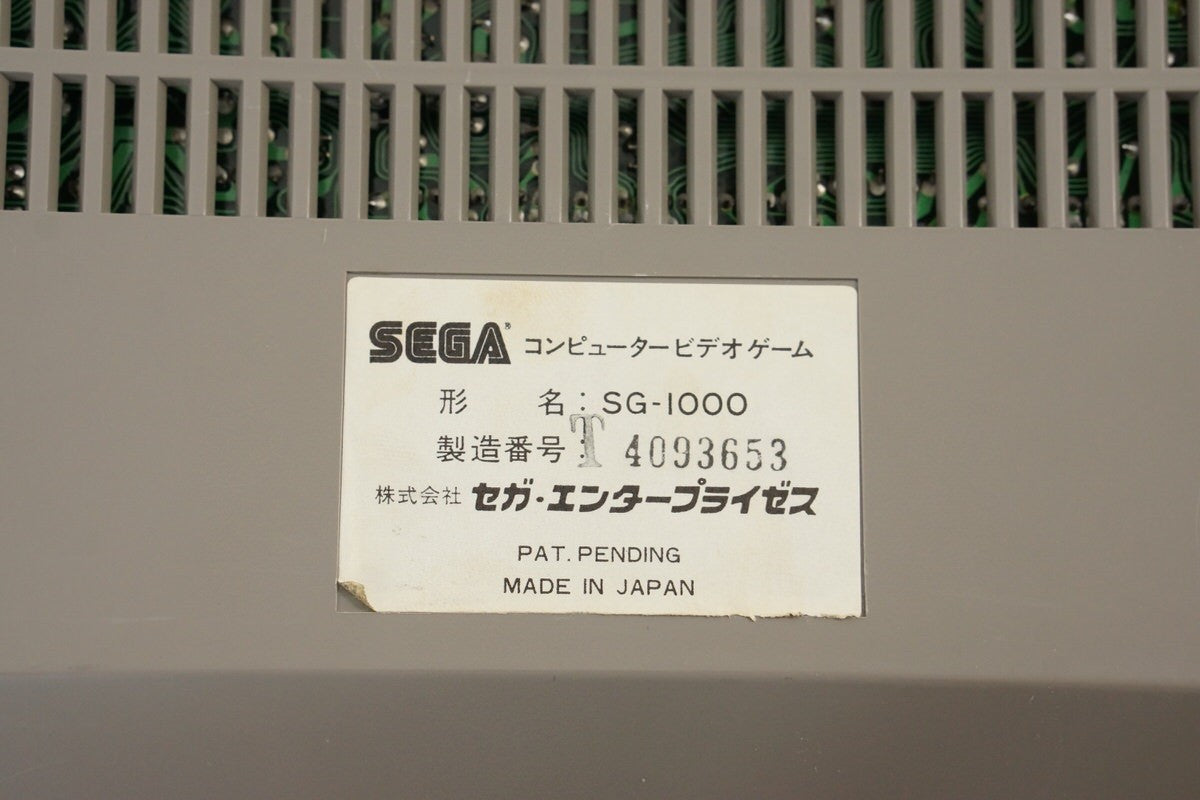 SEGA® コンピュータービデオゲーム
形 名：SG-1000
製造番号：T 4093653
株式会社 セガ・エンタープライゼス
PAT. PENDING
MADE IN JAPAN